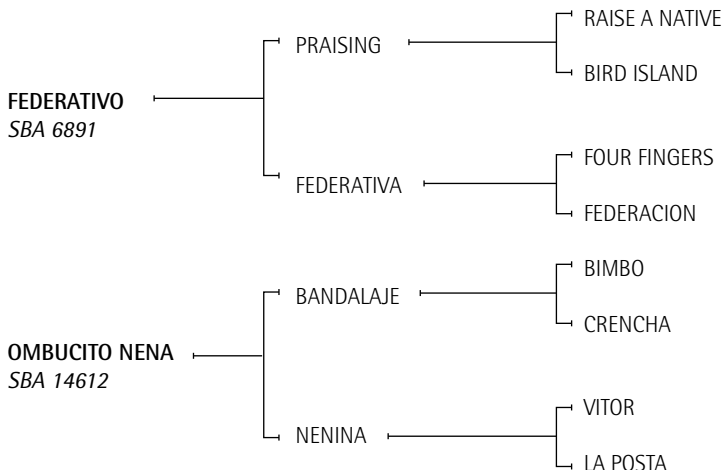 RAISE A NATIVE
PRAISING
BIRD ISLAND
FEDERATIVO
SBA 6891
FOUR FINGERS
FEDERATIVA
FEDERACION
BIMBO
BANDALAJE
CRENCHA
OMBUCITO NENA
SBA 14612
VITOR
NENINA
LA POSTA